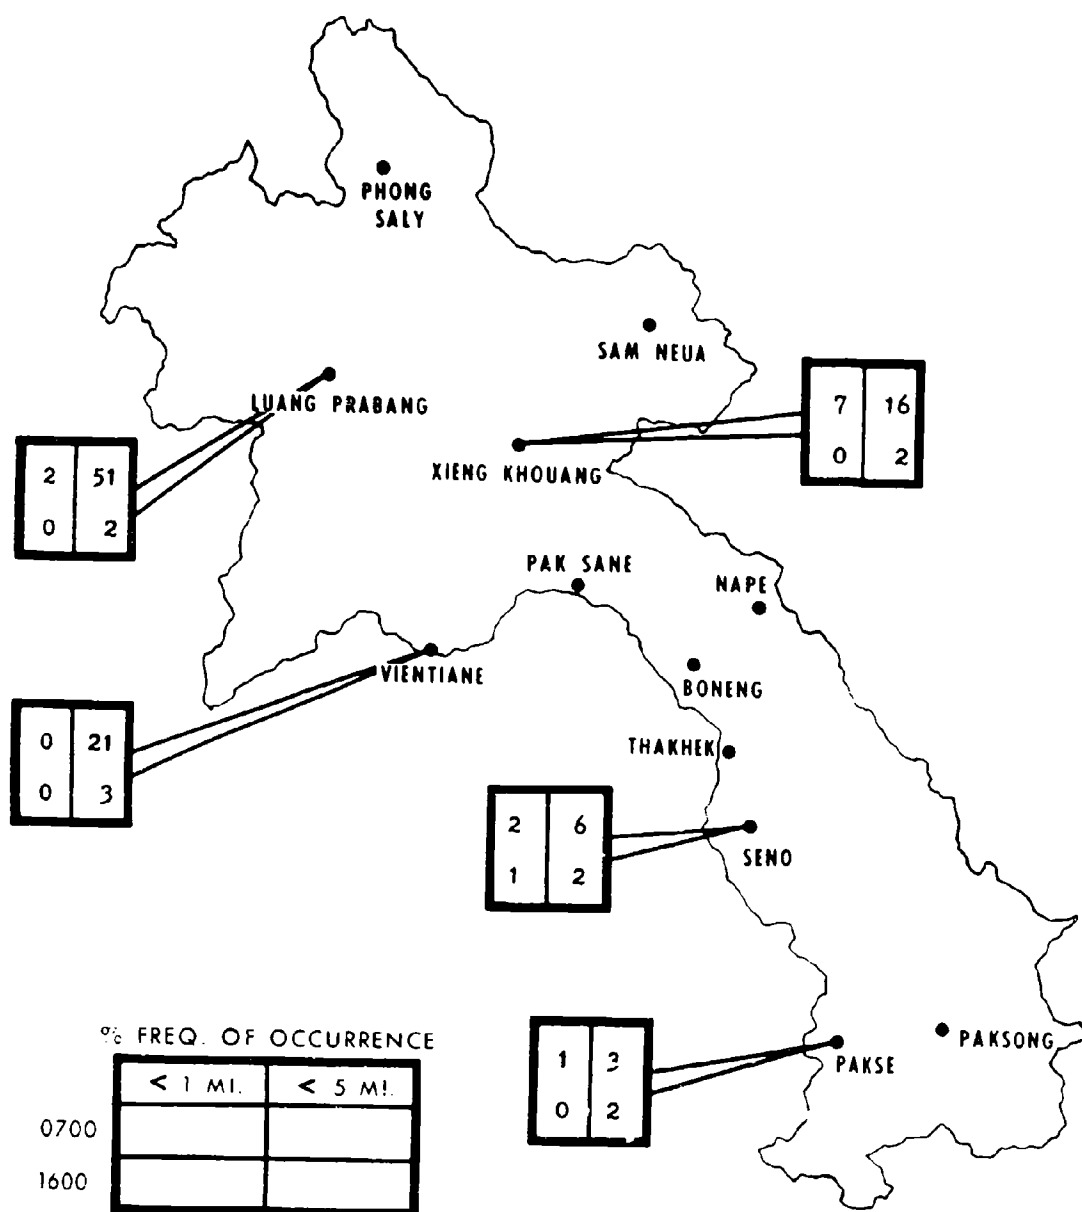 PHONG
SALY
SAM NEUA
LUANG PRABANG
7 16
0 2
XIENG KHOUANG
2 51
0 2
PAK SANE
NAPE
VIENTIANE
BONENG
0 21
0 3
THAKHEK
2 6
1 2
SENO
% FREQ. OF OCCURRENCE
< 1 MI. < 5 MI.
0700
1600
1 3
0 2
PAKSE
PAKSONG